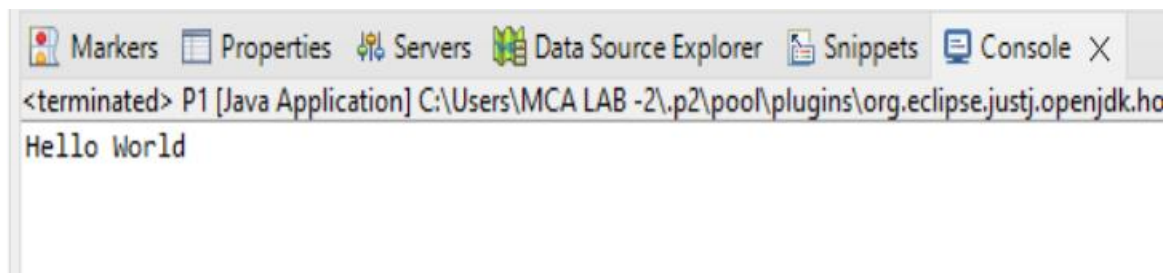 Markers Properties Servers Data Source Explorer Snippets Console
<terminated> P1 [Java Application] C:\Users\MCA LAB -2\.p2\pool\plugins\org.eclipse.justj.openjdk.ho
Hello World